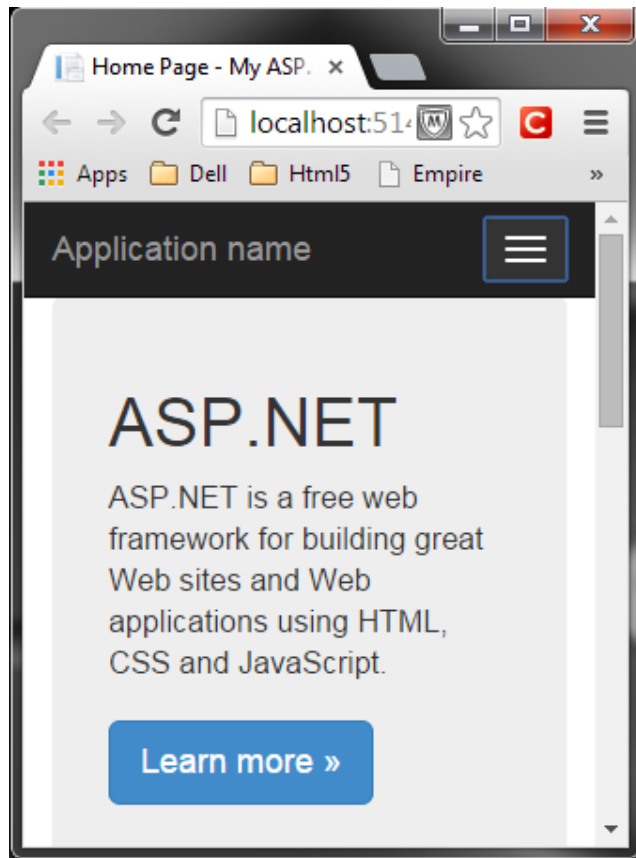 Home Page - My ASP.
localhost:514
Apps Dell Html5 Empire »
Application name
ASP.NET
ASP.NET is a free web
framework for building great
Web sites and Web
applications using HTML,
CSS and JavaScript.
Learn more »